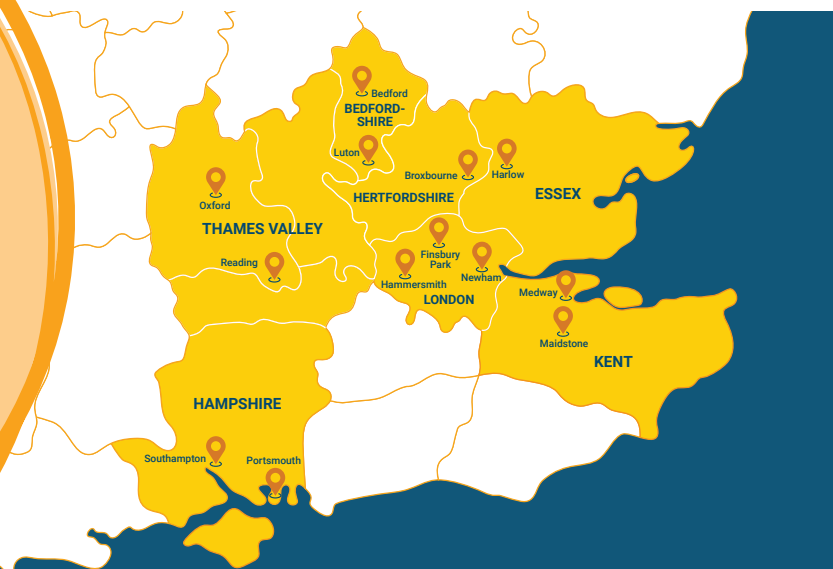 Bedford
BEDFORD-
SHIRE
Luton
Broxbourne
Harlow
HERTFORDSHIRE
ESSEX
Oxford
THAMES VALLEY
Reading
Finsbury
Park
Newham
Hammersmith
LONDON
Medway
Maidstone
KENT
HAMPSHIRE
Southampton
Portsmouth